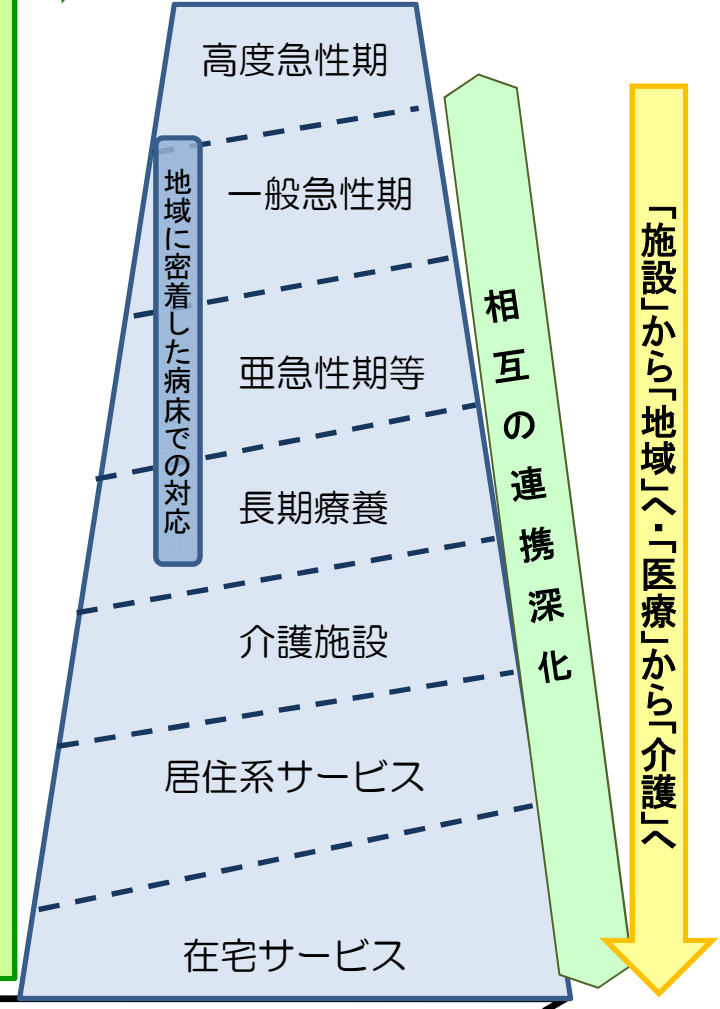 高度急性期
一般急性期
亜急性期等
長期療養
介護施設
居住系サービス
在宅サービス
地域に密着した病床での対応
相互の連携深化
「施設」から「地域」へ・「医療」から「介護」へ